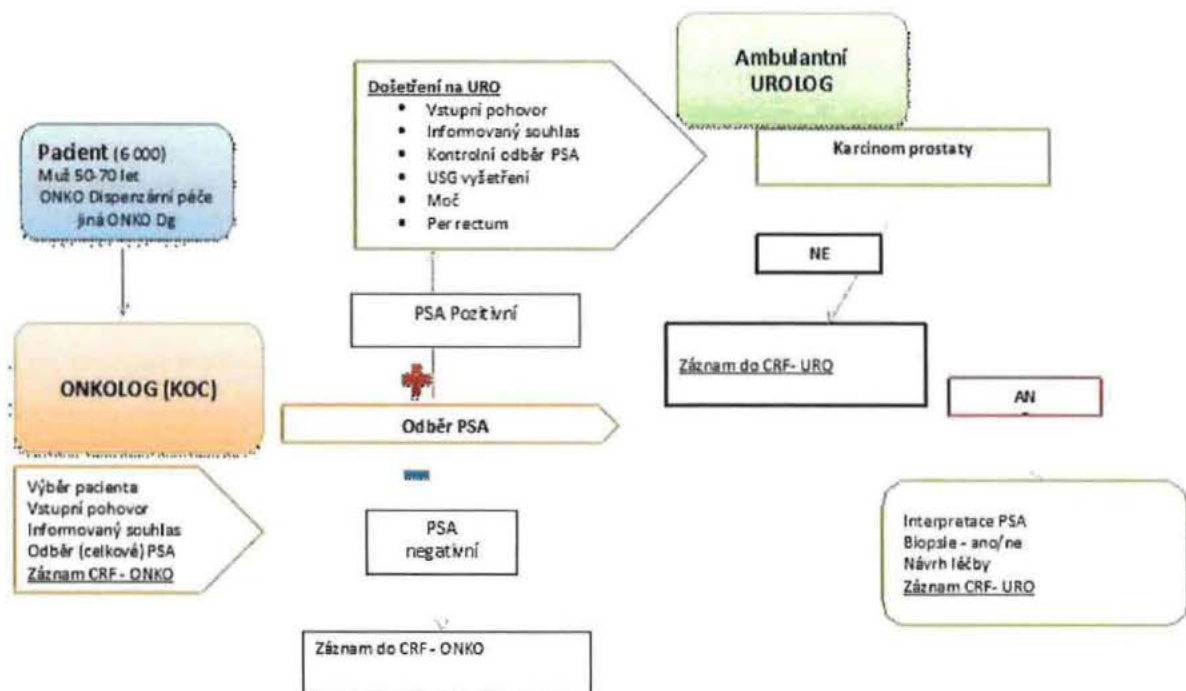 Pacient (6 000)
Muž 50-70 let
ONKO Dispenzární péče
jiná ONKO Dg
ONKOLOG (KOC)
Výběr pacienta
Vstupní pohovor
Informovaný souhlas
Odběr (celkové) PSA
Záznam CRF - ONKO
Došetření na URO
• Vstupní pohovor
• Informovaný souhlas
• Kontrolní odběr PSA
• USG vyšetření
• Moč
• Per rectum
PSA Pozitivní
Odběr PSA
PSA
negativní
Záznam do CRF - ONKO
Ambulantní
UROLOG
Karcinom prostaty
NE
Záznam do CRF- URO
AN
Interpretace PSA
Biopsie - ano/ne
Návrh léčby
Záznam CRF- URO